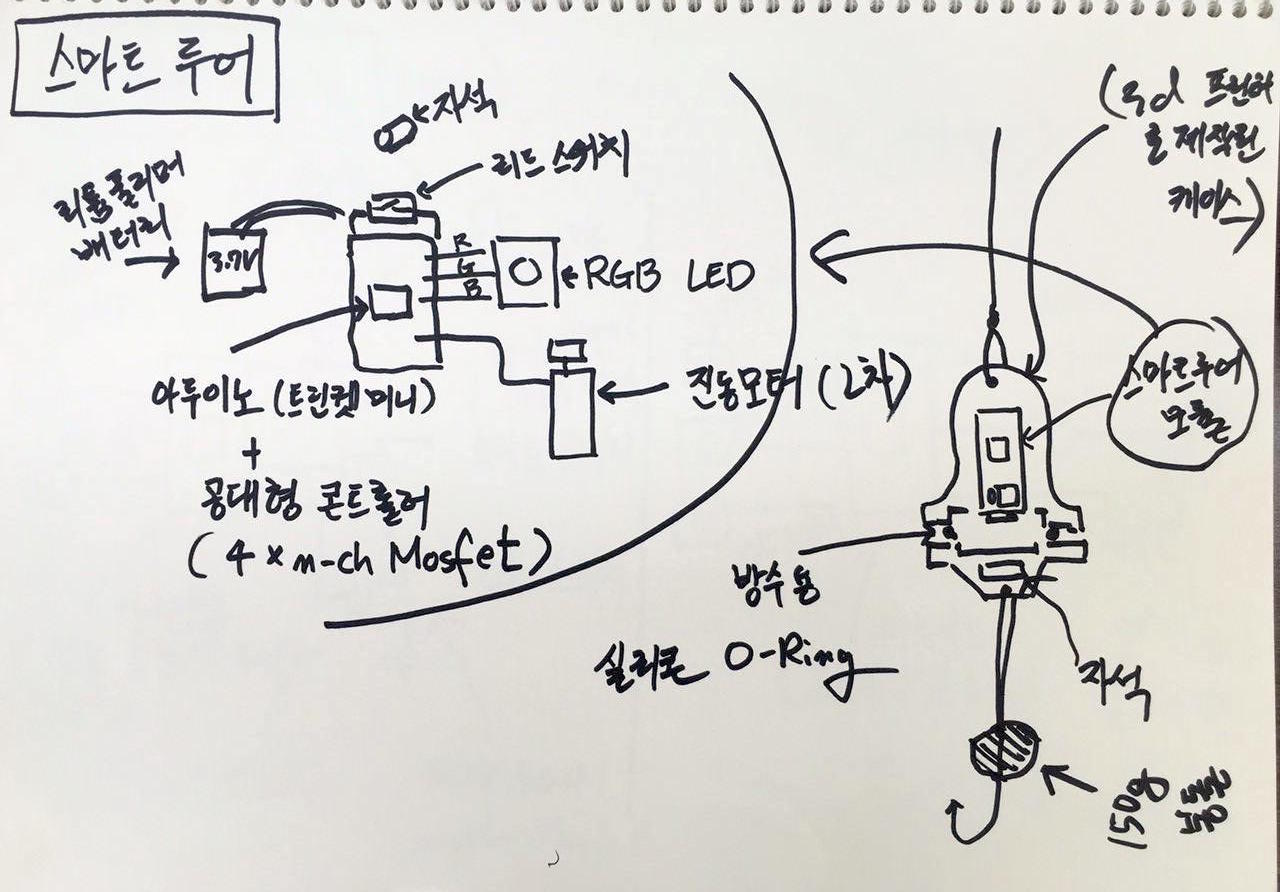 스마트 루어
자석
리드 스위치
리튬폴리머
배터리
3.7V
R
G
B
RGB LED
아두이노 (트린켓 미니)
+
공대형 콘트롤러
(4 × n-ch Mosfet)
진동모터 (2차)
(3d 프린터
로 제작된
케이스
스마트루어
모듈
방수용
실리콘 O-Ring
자석
150g
봉돌